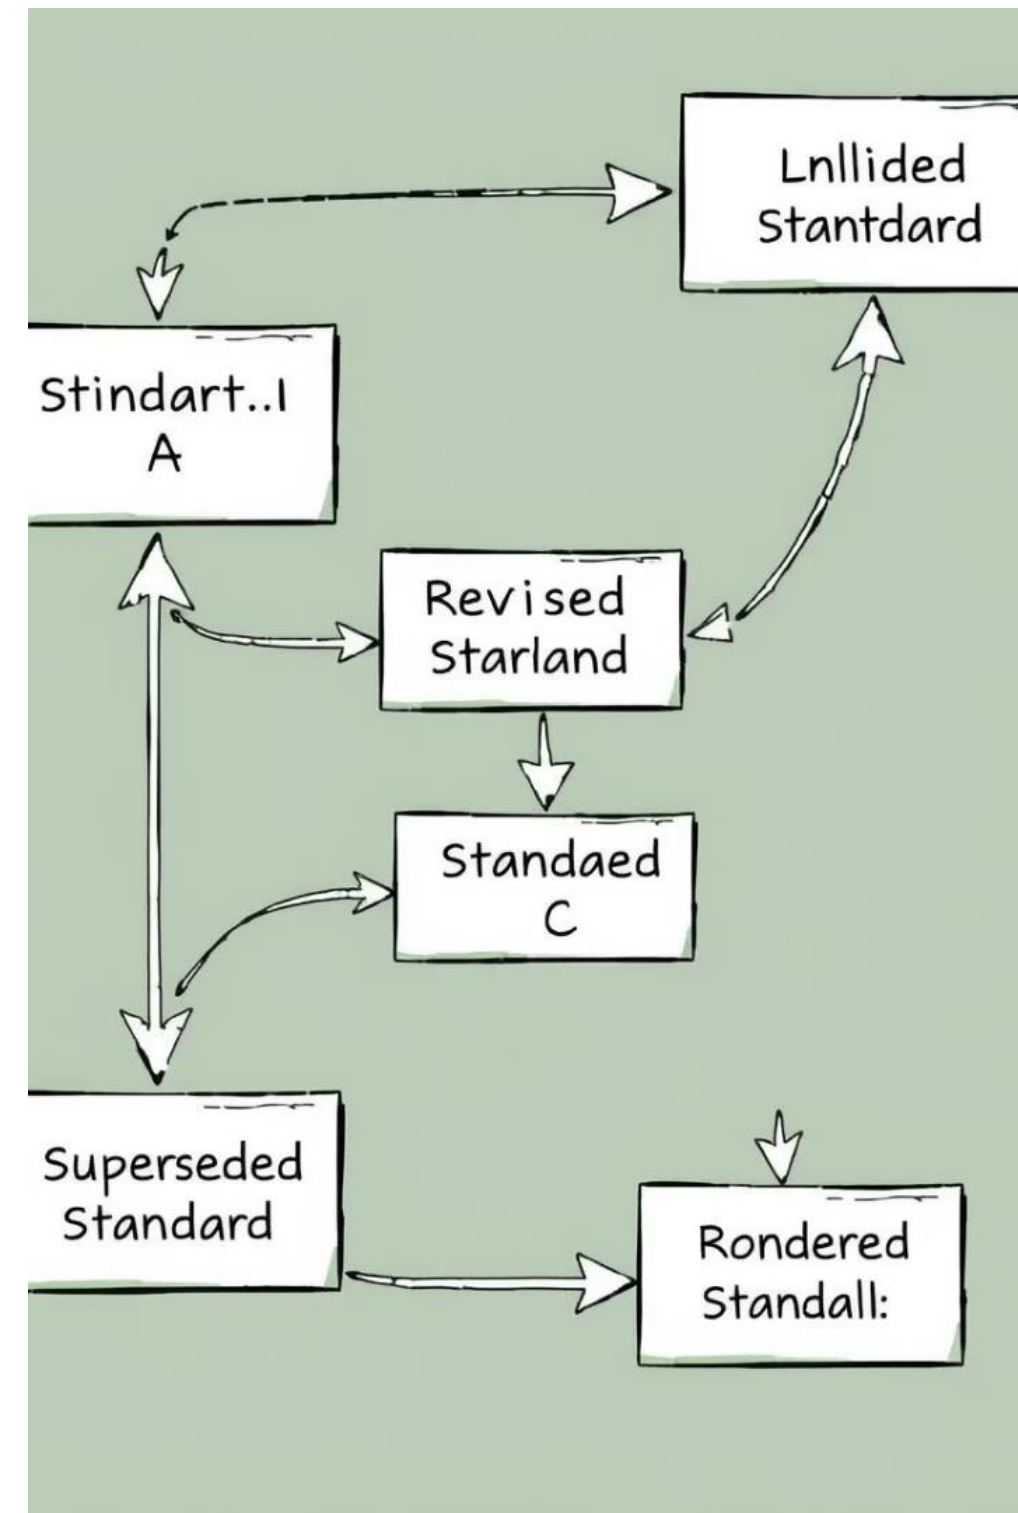 Lnllided
Stantdard
Stindart..I
A
Revised
Starland
Standaed
C
Superseded
Standard
Rondered
Standall: